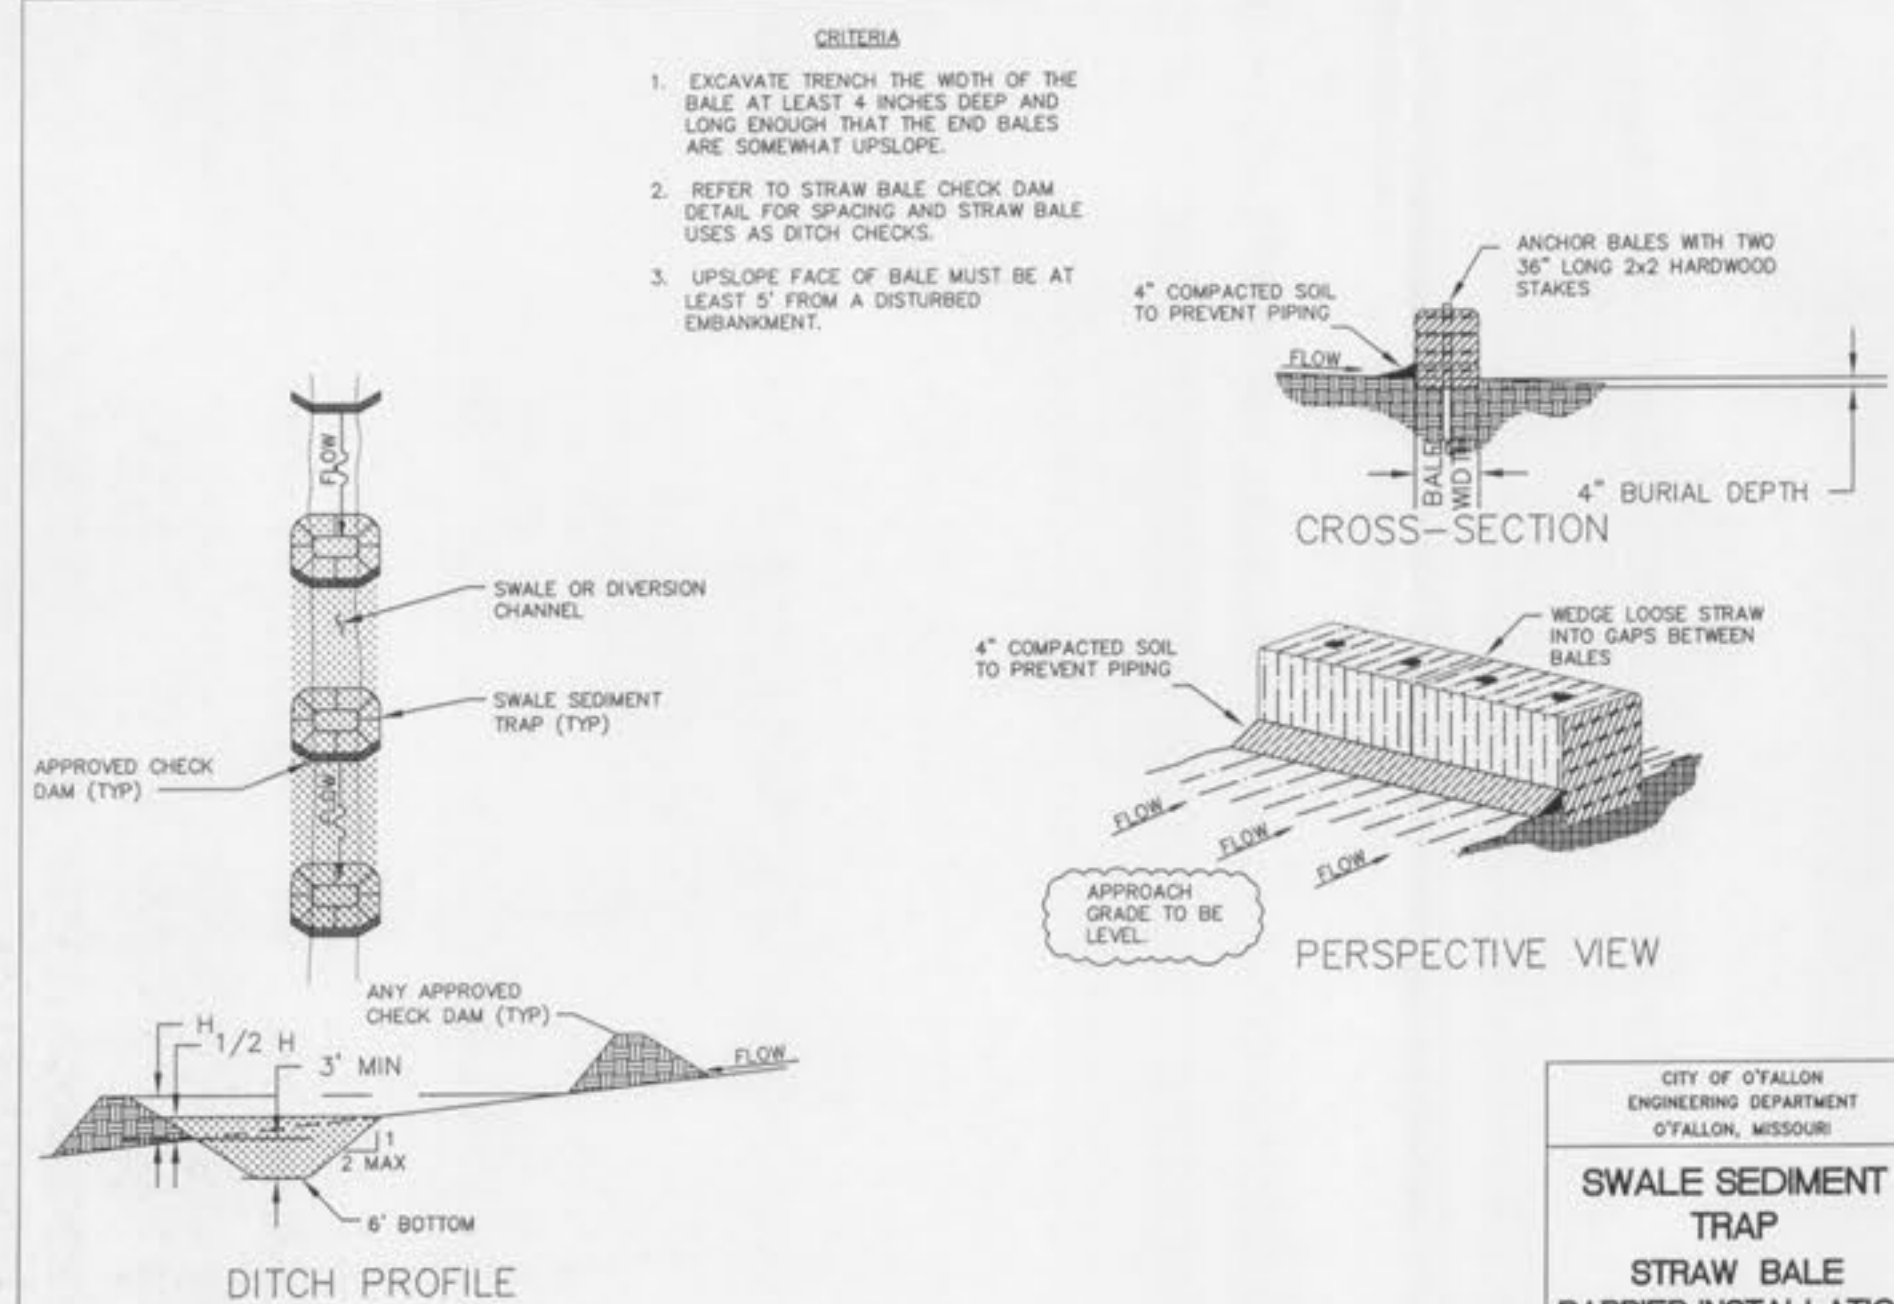 CRITERIA
1. EXCAVATE TRENCH THE WIDTH OF THE
BALE AT LEAST 4 INCHES DEEP AND
LONG ENOUGH THAT THE END BALES
ARE SOMEWHAT UPSLOPE.
2. REFER TO STRAW BALE CHECK DAM
DETAIL FOR SPACING AND STRAW BALE
USES AS DITCH CHECKS.
3. UPSLOPE FACE OF BALE MUST BE AT
LEAST 5' FROM A DISTURBED
EMBANKMENT.
ANCHOR BALES WITH TWO
36" LONG 2x2 HARDWOOD
STAKES
4" COMPACTED SOIL
TO PREVENT PIPING
FLOW
BALE
WIDTH
4" BURIAL DEPTH
CROSS-SECTION
FLOW
SWALE OR DIVERSION
CHANNEL
SWALE SEDIMENT
TRAP (TYP)
APPROVED CHECK
DAM (TYP)
FLOW
WEDGE LOOSE STRAW
INTO GAPS BETWEEN
BALES
4" COMPACTED SOIL
TO PREVENT PIPING
FLOW
FLOW
FLOW
APPROACH
GRADE TO BE
LEVEL.
PERSPECTIVE VIEW
ANY APPROVED
CHECK DAM (TYP)
H
1/2 H
3' MIN
FLOW
1
2 MAX
6' BOTTOM
DITCH PROFILE
CITY OF O'FALLON
ENGINEERING DEPARTMENT
O'FALLON, MISSOURI
SWALE SEDIMENT
TRAP
STRAW BALE